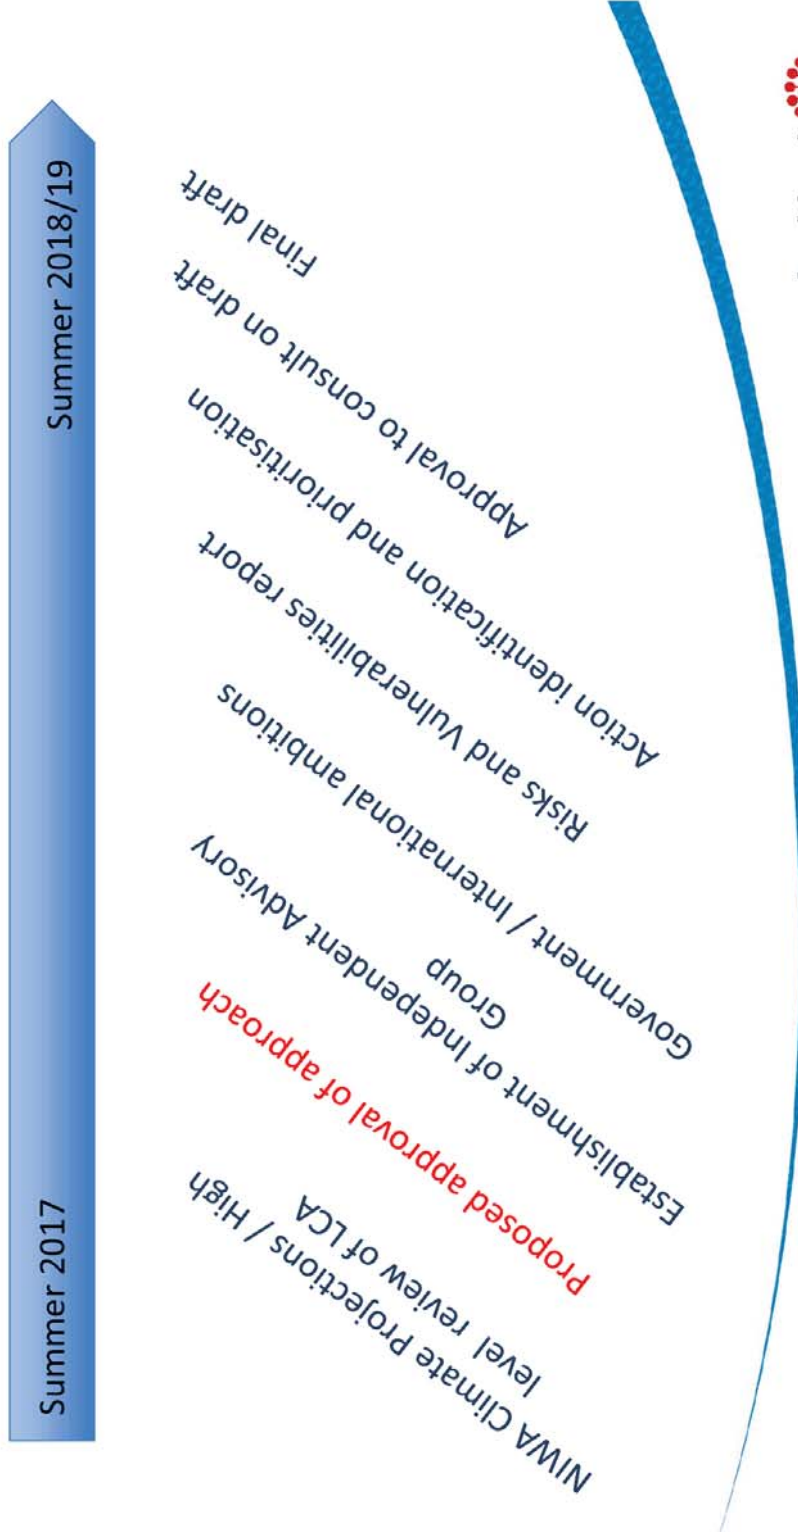 Summer 2017
Summer 2018/19
NIWA Climate Projections / High
level review of LCA
Proposed approval of approach
Establishment of Independent Advisory
Group
Government / International ambitions
Risks and Vulnerabilities report
Action identification and prioritisation
Approval to consult on draft
Final draft